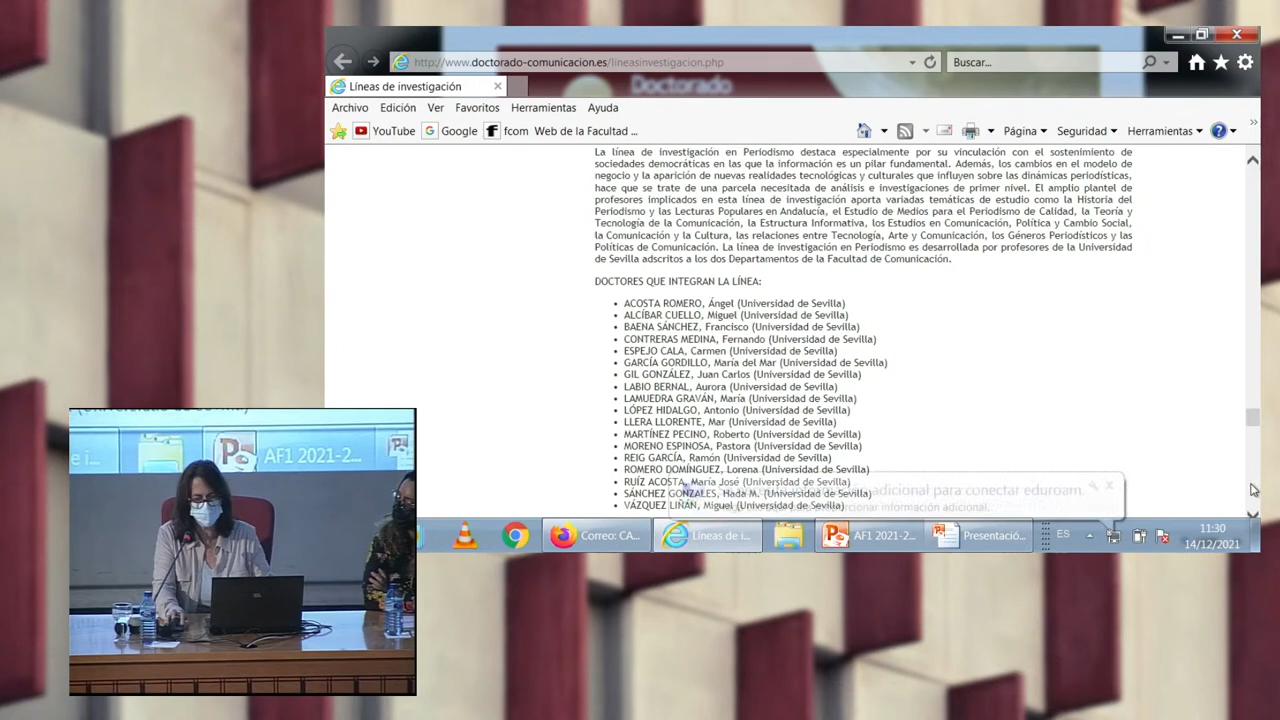 Doctorado
http://www.doctorado-comunicacion.es/lineasinvestigacion.php
Buscar...
Líneas de investigación
Archivo Edición Ver Favoritos Herramientas Ayuda
YouTube Google fcom Web de la Facultad ...
Página Seguridad Herramientas
La línea de investigación en Periodismo destaca especialmente por su vinculación con el sostenimiento de
sociedades democráticas en las que la información es un pilar fundamental. Además, los cambios en el modelo de
negocio y la aparición de nuevas realidades tecnológicas y culturales que influyen sobre las dinámicas periodísticas,
hace que se trate de una parcela necesitada de análisis e investigaciones de primer nivel. El amplio plantel de
profesores implicados en esta línea de investigación aporta variadas temáticas de estudio como la Historia del
Periodismo y las Lecturas Populares en Andalucía, el Estudio de Medios para el Periodismo de Calidad, la Teoría y
Tecnología de la Comunicación, la Estructura Informativa, los Estudios en Comunicación, Política y Cambio Social,
la Comunicación y la Cultura, las relaciones entre Tecnología, Arte y Comunicación, los Géneros Periodísticos y las
Políticas de Comunicación. La línea de investigación en Periodismo es desarrollada por profesores de la Universidad
de Sevilla adscritos a los dos Departamentos de la Facultad de Comunicación.
DOCTORES QUE INTEGRAN LA LÍNEA:
• ACOSTA ROMERO, Ángel (Universidad de Sevilla)
• ALCÍBAR CUELLO, Miguel (Universidad de Sevilla)
• BAENA SÁNCHEZ, Francisco (Universidad de Sevilla)
• CONTRERAS MEDINA, Fernando (Universidad de Sevilla)
• ESPEJO CALA, Carmen (Universidad de Sevilla)
• GARCÍA GORDILLO, María del Mar (Universidad de Sevilla)
• GIL GONZÁLEZ, Juan Carlos (Universidad de Sevilla)
• LABIO BERNAL, Aurora (Universidad de Sevilla)
• LAMUEDRA GRAVÁN, María (Universidad de Sevilla)
• LÓPEZ HIDALGO, Antonio (Universidad de Sevilla)
• LLERA LLORENTE, Mar (Universidad de Sevilla)
• MARTÍNEZ PECINO, Roberto (Universidad de Sevilla)
• MORENO ESPINOSA, Pastora (Universidad de Sevilla)
• REIG GARCÍA, Ramón (Universidad de Sevilla)
• ROMERO DOMÍNGUEZ, Lorena (Universidad de Sevilla)
• RUÍZ ACOSTA, María José (Universidad de Sevilla)
• SÁNCHEZ GONZALES, Hada M. (Universidad de Sevilla)
• VÁZQUEZ LIÑÁN, Miguel (Universidad de Sevilla)
adicional para conectar eduroam.
información adicional.
Correo: CA...
Líneas de i...
AF1 2021-2...
Presentació...
ES
11:30
14/12/2021
AF1 2021-2...